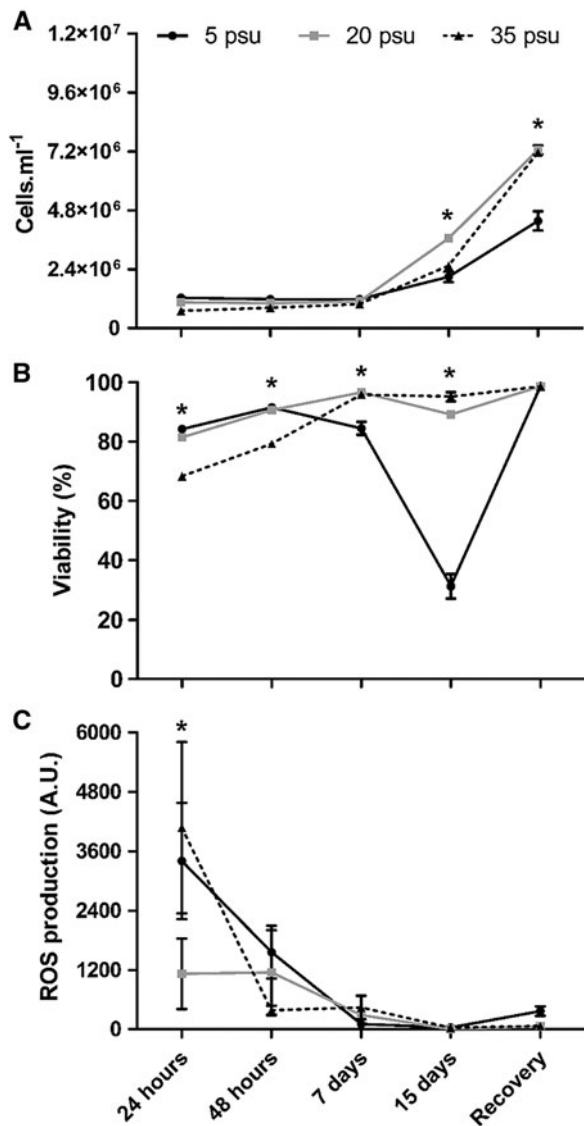 A
5 psu 20 psu 35 psu
1.2×10⁷
9.6×10⁶
7.2×10⁶
4.8×10⁶
2.4×10⁶
0
Cells.ml⁻¹
* *
B
100
80
60
40
20
0
Viability (%)
* * * *
C
6000
4800
3600
2400
1200
0
ROS production (A.U.)
*
24 hours
48 hours
7 days
15 days
Recovery